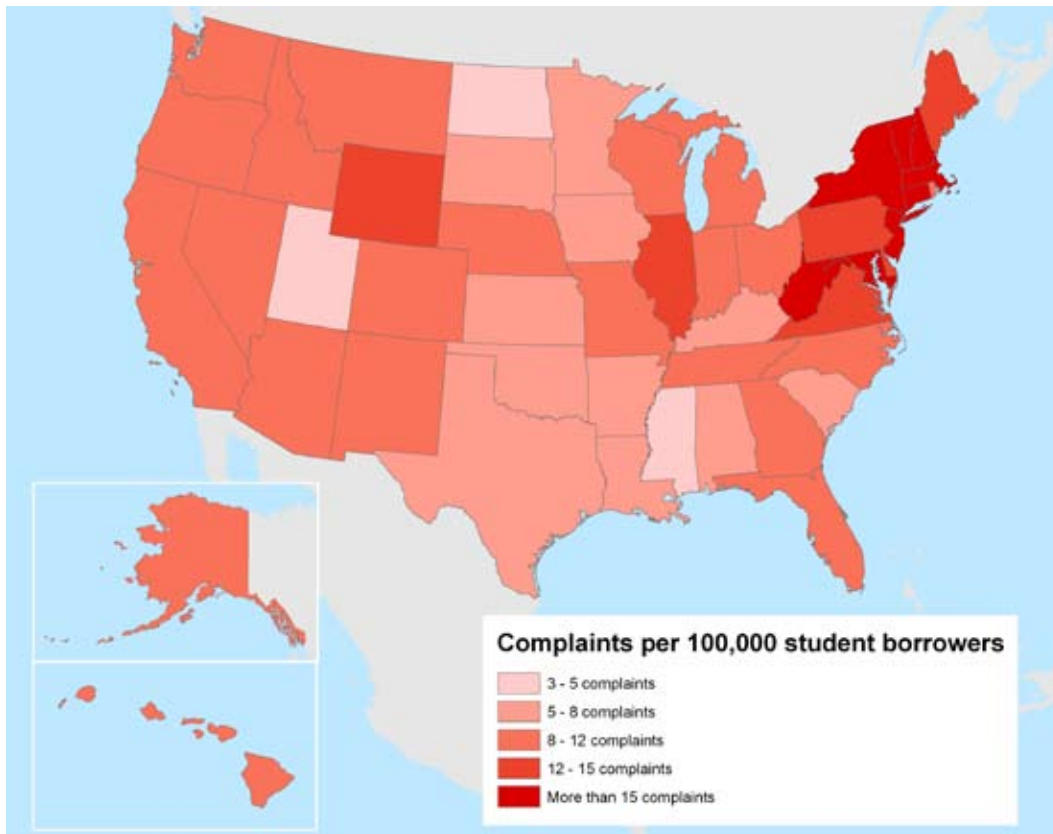 Complaints per 100,000 student borrowers
3 - 5 complaints
5 - 8 complaints
8 - 12 complaints
12 - 15 complaints
More than 15 complaints